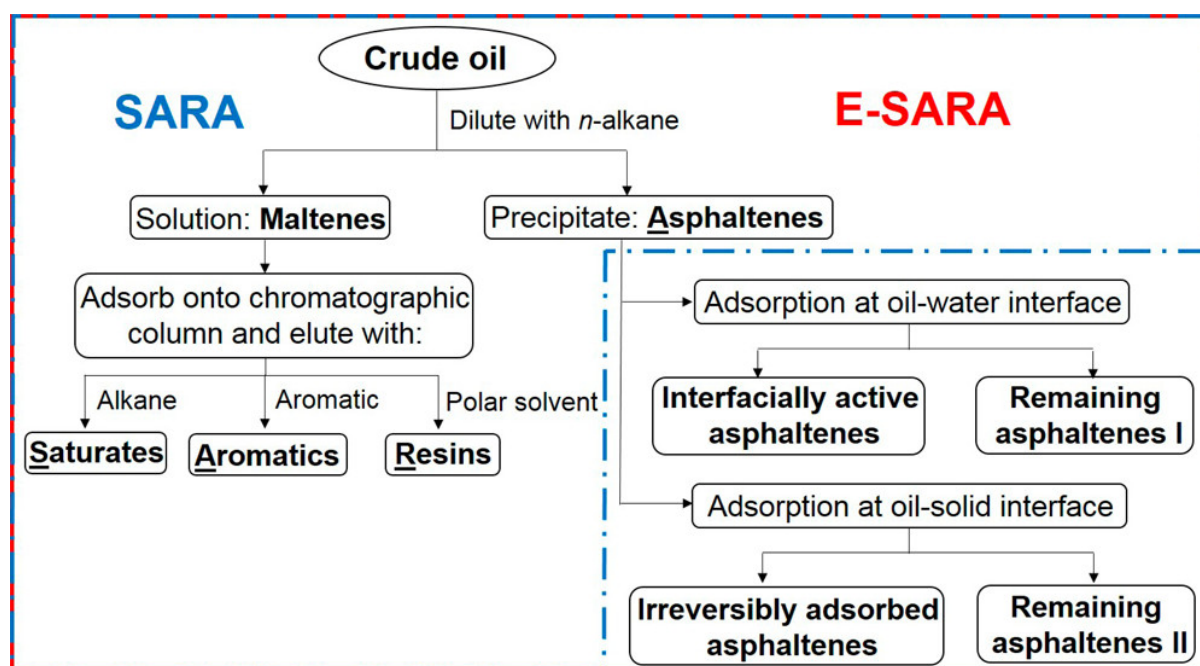 Crude oil
SARA
E-SARA
Dilute with n-alkane
Solution: Maltenes
Precipitate: Asphaltenes
Adsorb onto chromatographic
column and elute with:
Alkane
Aromatic
Polar solvent
Saturates
Aromatics
Resins
Adsorption at oil-water interface
Interfacially active
asphaltenes
Remaining
asphaltenes I
Adsorption at oil-solid interface
Irreversibly adsorbed
asphaltenes
Remaining
asphaltenes II